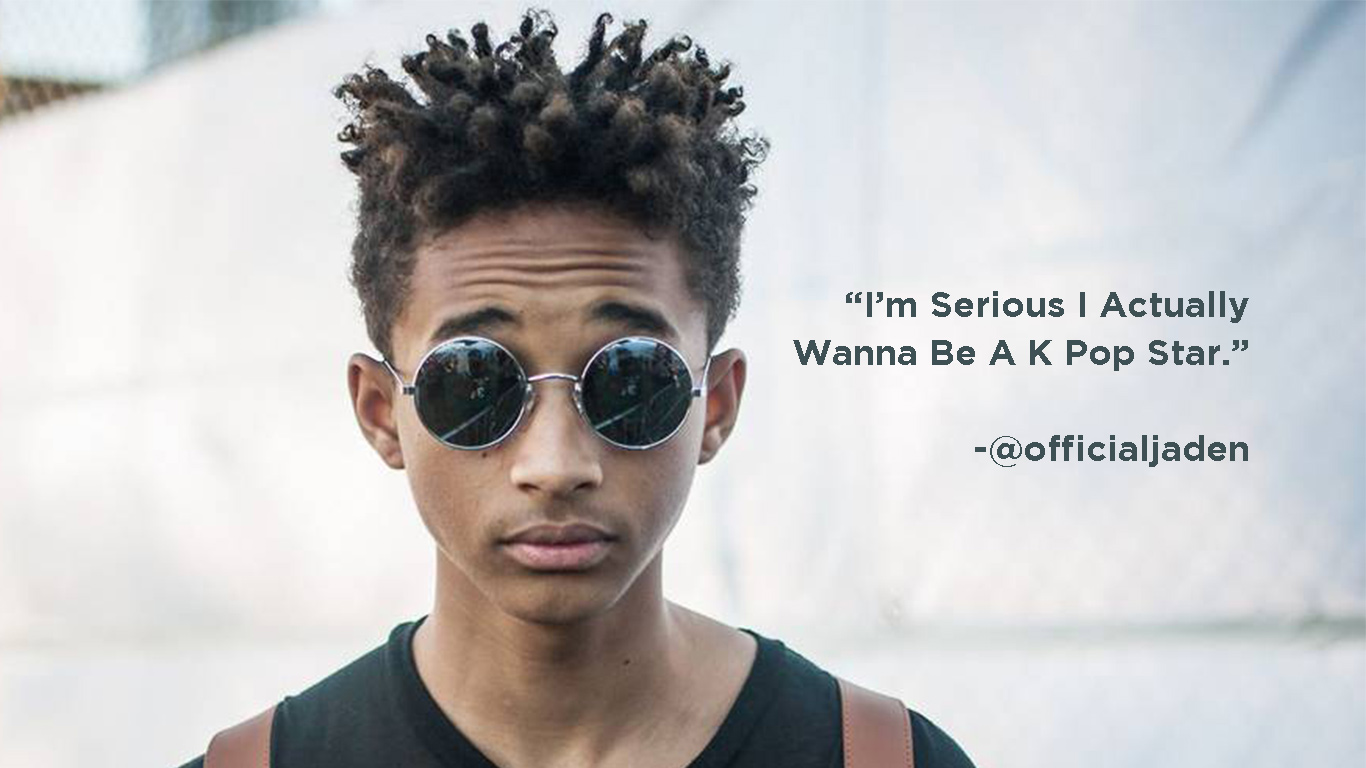 “I’m Serious I Actually
Wanna Be A K Pop Star.”
-@officialjaden